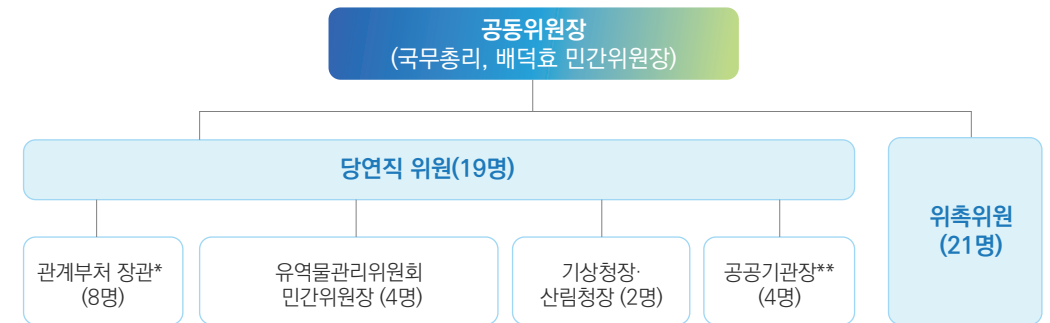 공동위원장
(국무총리, 배덕효 민간위원장)
당연직 위원(19명)
위촉위원
(21명)
관계부처 장관*
(8명)
유역물관리위원회
민간위원장 (4명)
기상청장·
산림청장 (2명)
공공기관장**
(4명)